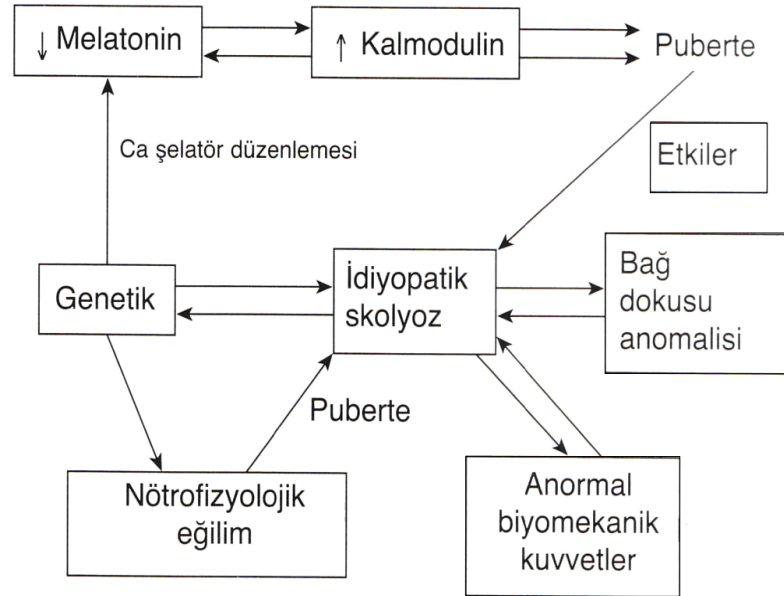 ↓ Melatonin
↑ Kalmodulin
Puberte
Ca şelatör düzenlemesi
Etkiler
Genetik
İdiyopatik
skolyoz
Bağ
dokusu
anomalisi
Puberte
Nötrofizyolojik
eğilim
Anormal
biyomekanik
kuvvetler